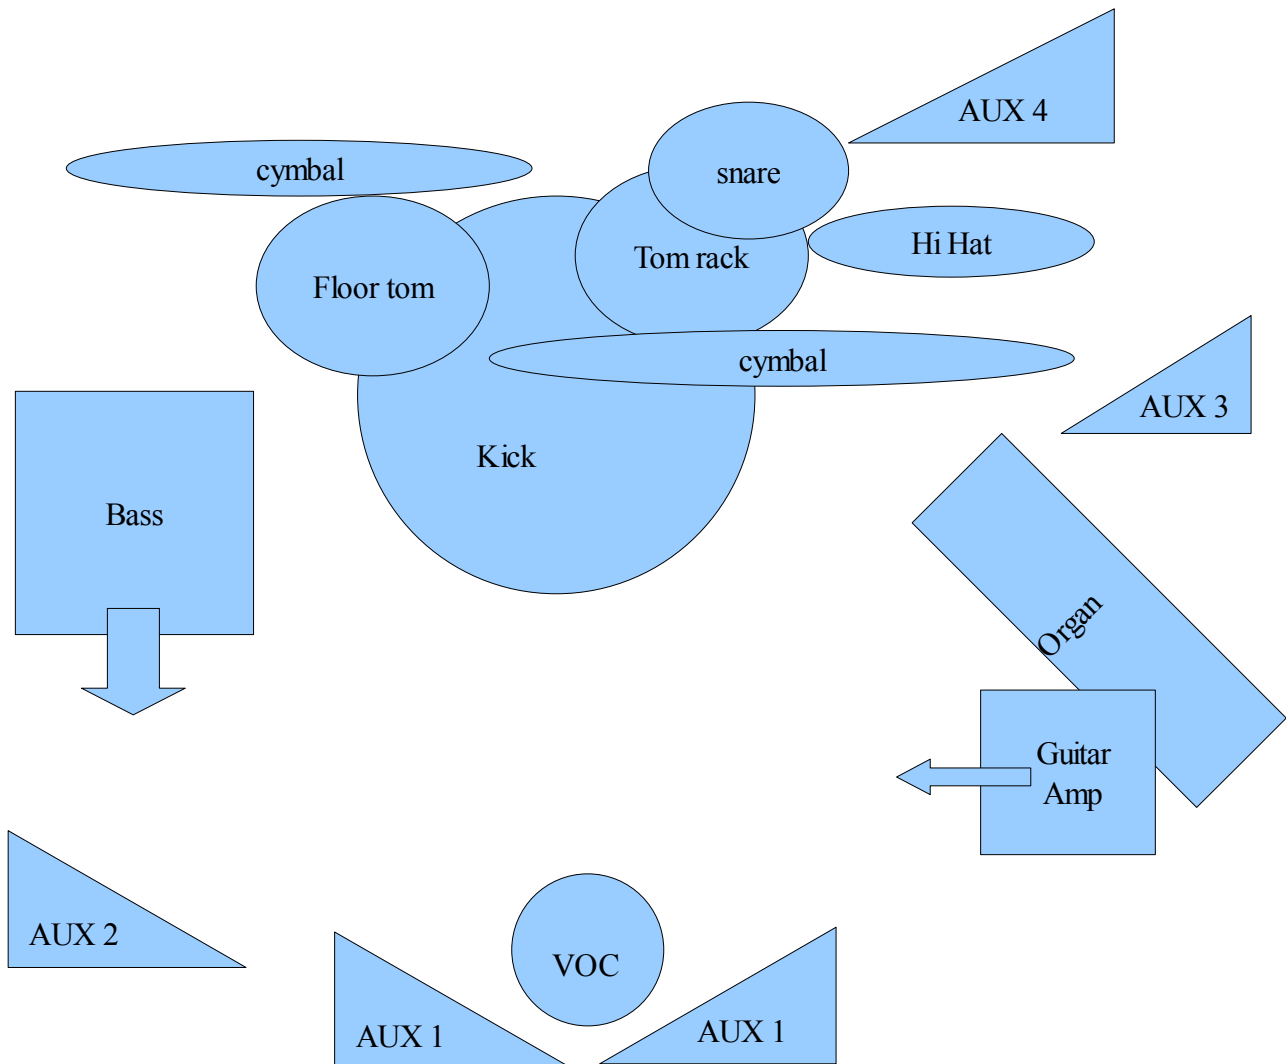 AUX 4
cymbal
snare
Hi Hat
Tom rack
Floor tom
cymbal
AUX 3
Kick
Bass
Organ
Guitar
Amp
AUX 2
VOC
AUX 1
AUX 1